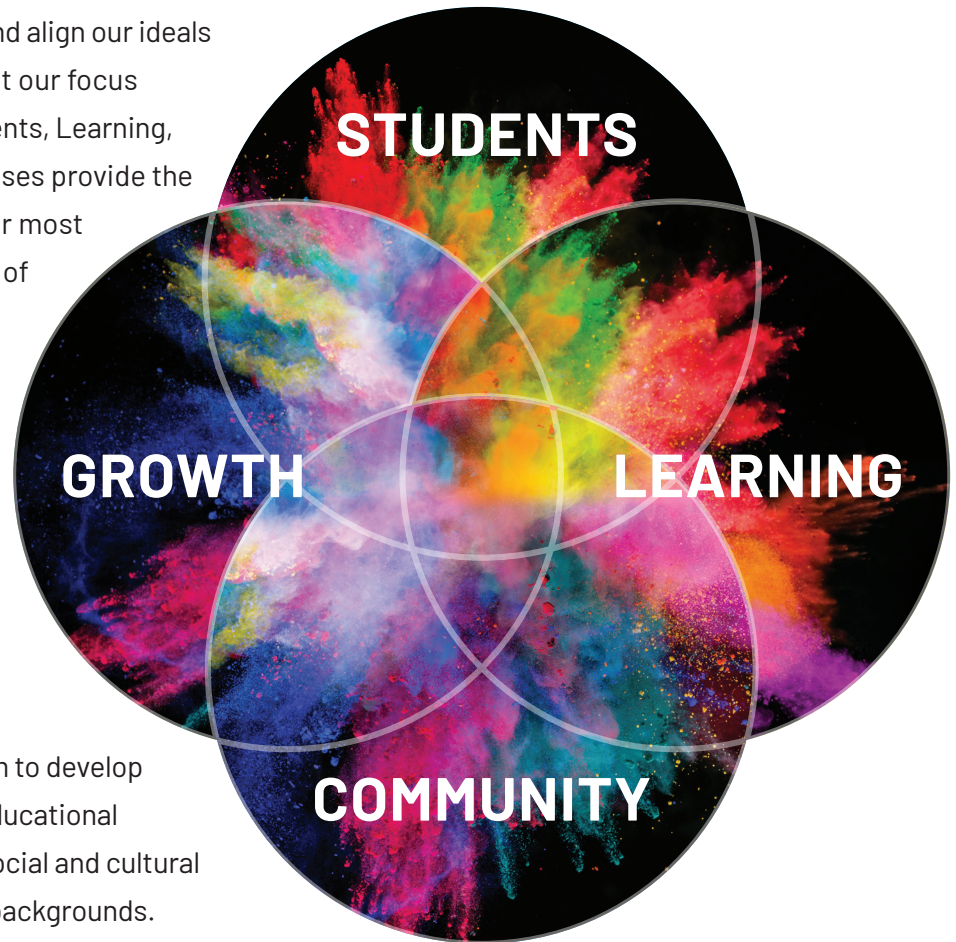 nd align our ideals
t our focus
ents, Learning,
ses provide the
r most
of
STUDENTS
GROWTH
LEARNING
COMMUNITY
n to develop
ducational
ocial and cultural
backgrounds.